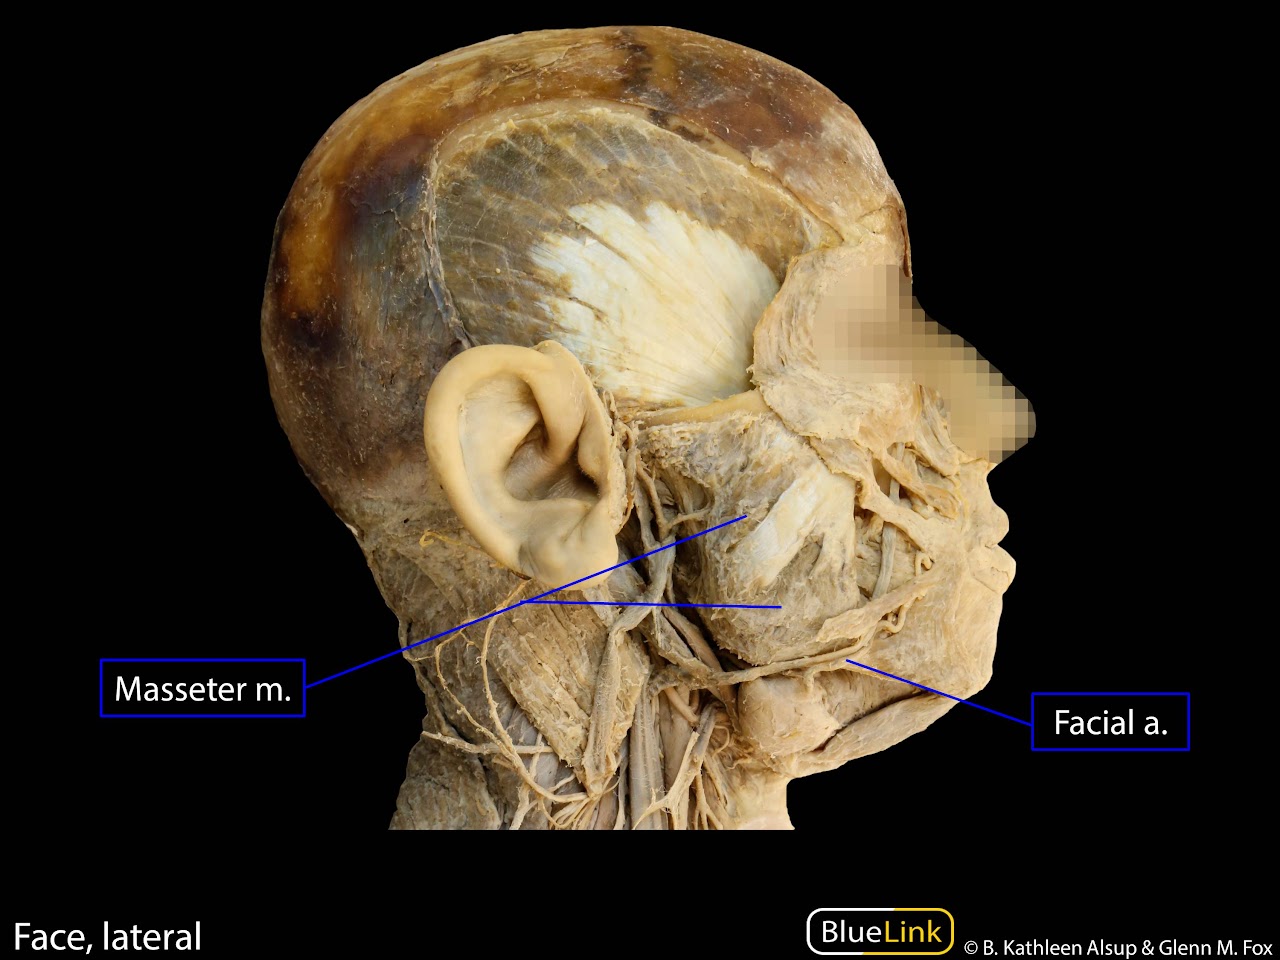 Masseter m.
Facial a.
Face, lateral
BlueLink
© B. Kathleen Alsup & Glenn M. Fox